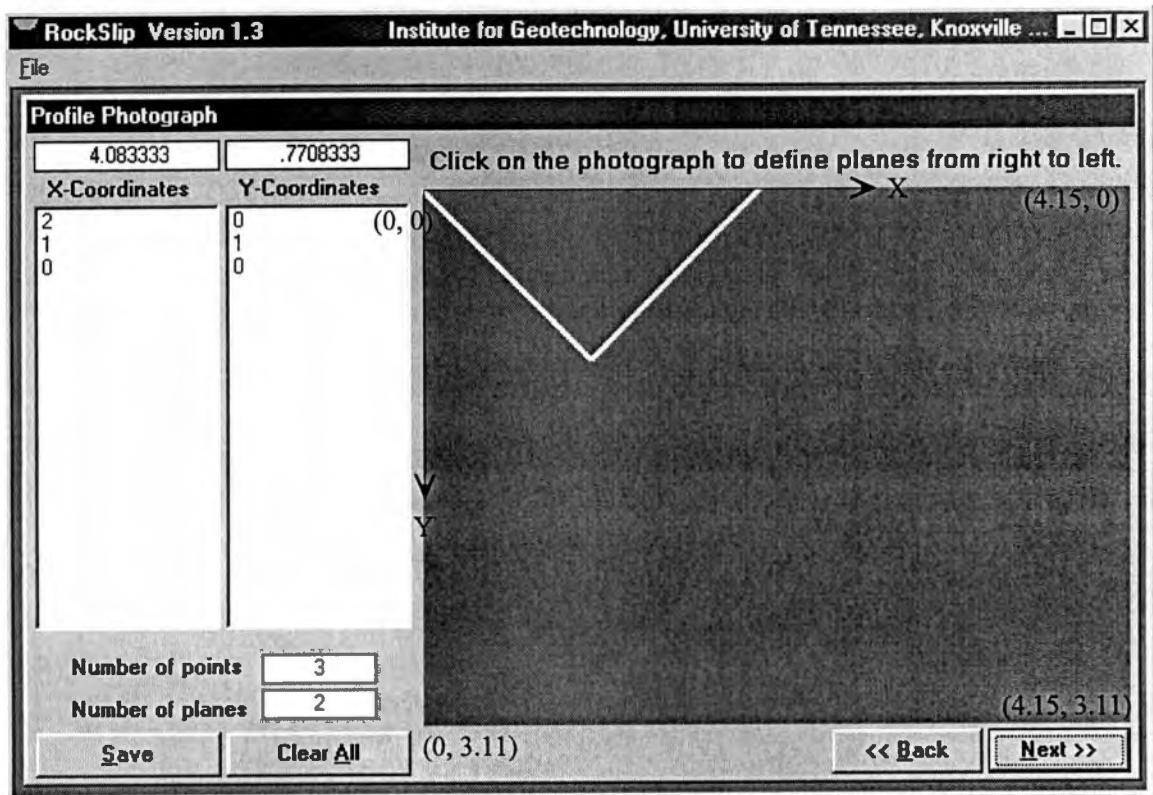 RockSlip Version 1.3 Institute for Geotechnology, University of Tennessee, Knoxville ...
File
Profile Photograph
4.083333 .7708333 Click on the photograph to define planes from right to left.
X-Coordinates Y-Coordinates
2 0 (0, 0) X (4.15, 0)
1 1
0 0
Y
Number of points 3
Number of planes 2
(4.15, 3.11)
Save Clear All (0, 3.11) << Back Next >>